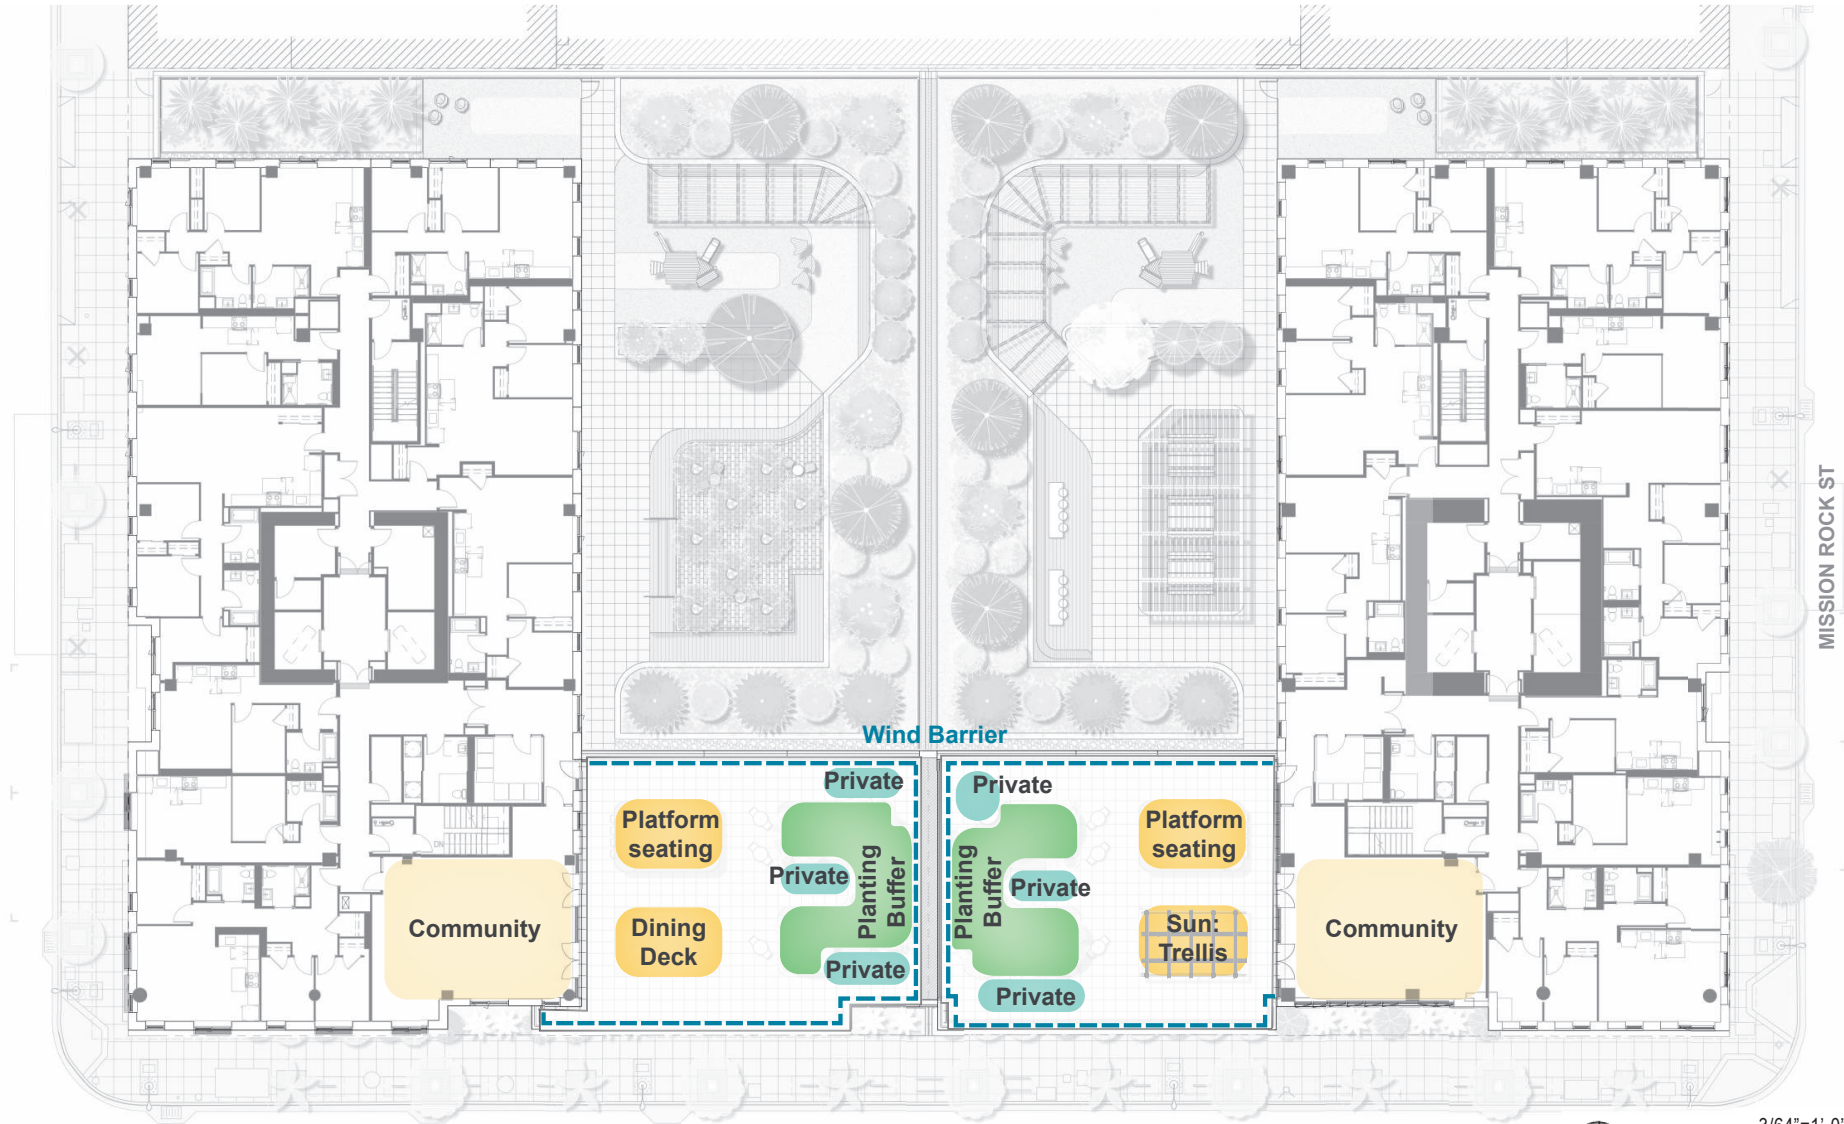 MISSION ROCK ST
Wind Barrier
Private
Private
Platform
seating
Platform
seating
Planting
Buffer
Planting
Buffer
Private
Private
Community
Dining
Deck
Sun:
Trellis
Community
Private
Private
DN